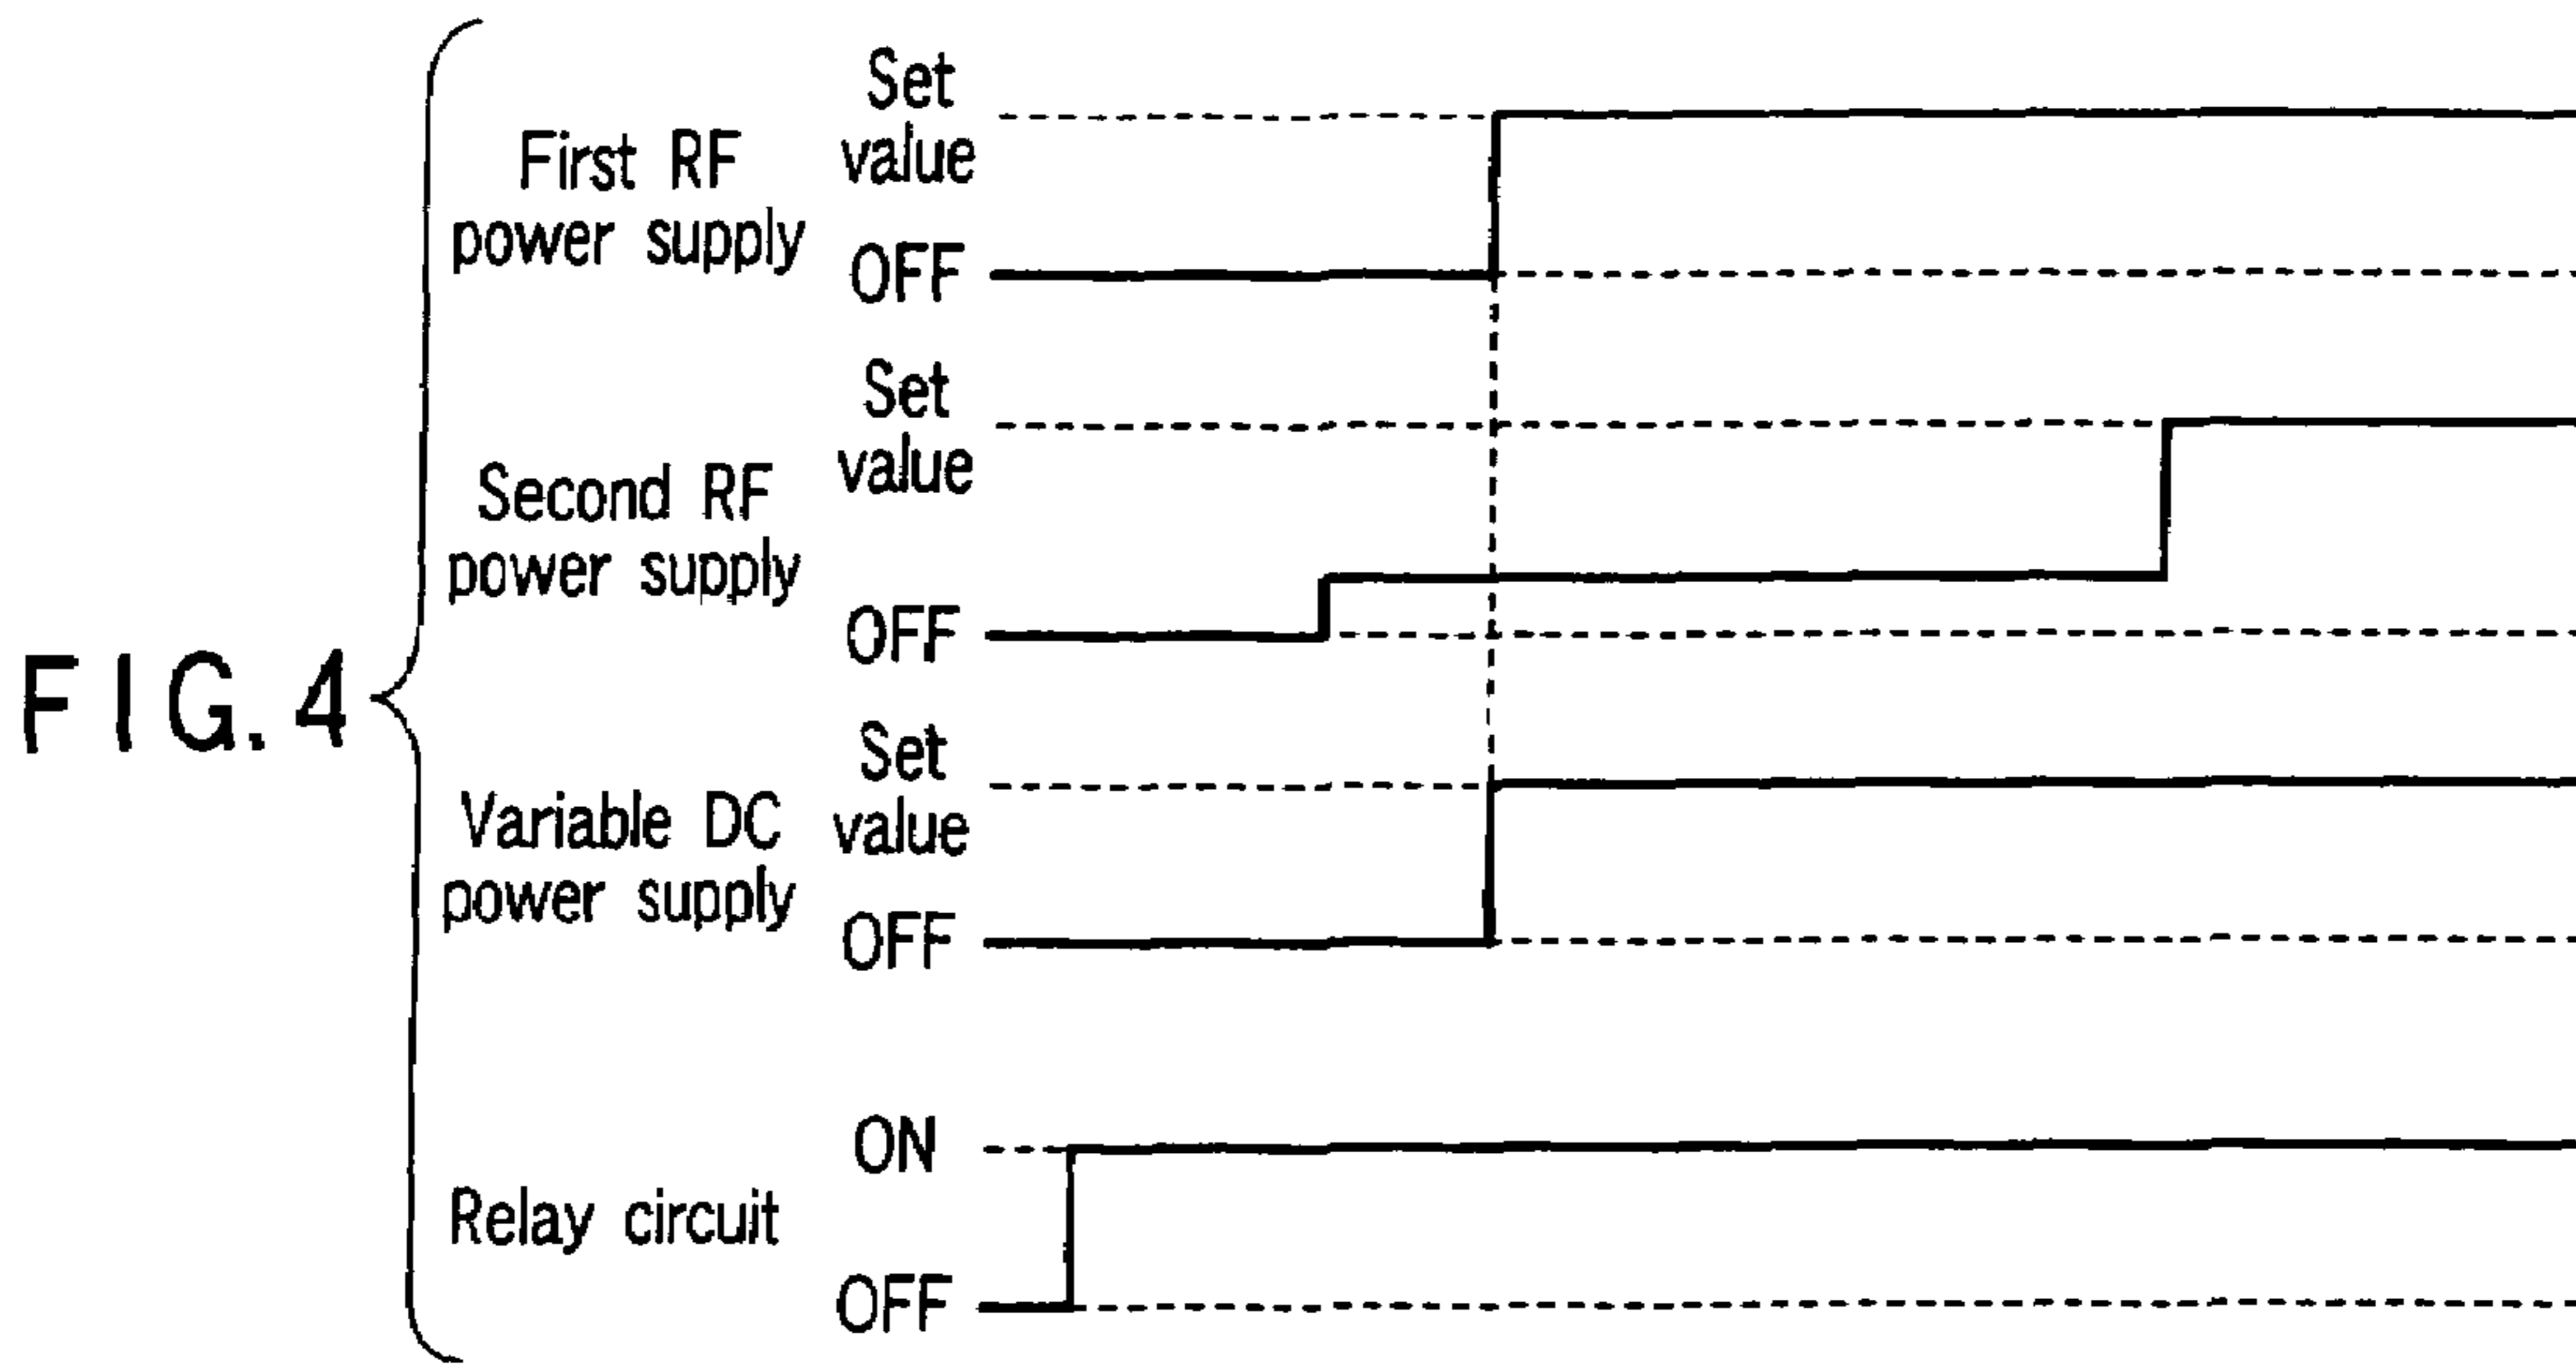 FIG. 4
First RF
power supply
Set
value
OFF
Second RF
power supply
Set
value
OFF
Variable DC
power supply
Set
value
OFF
Relay circuit
ON
OFF